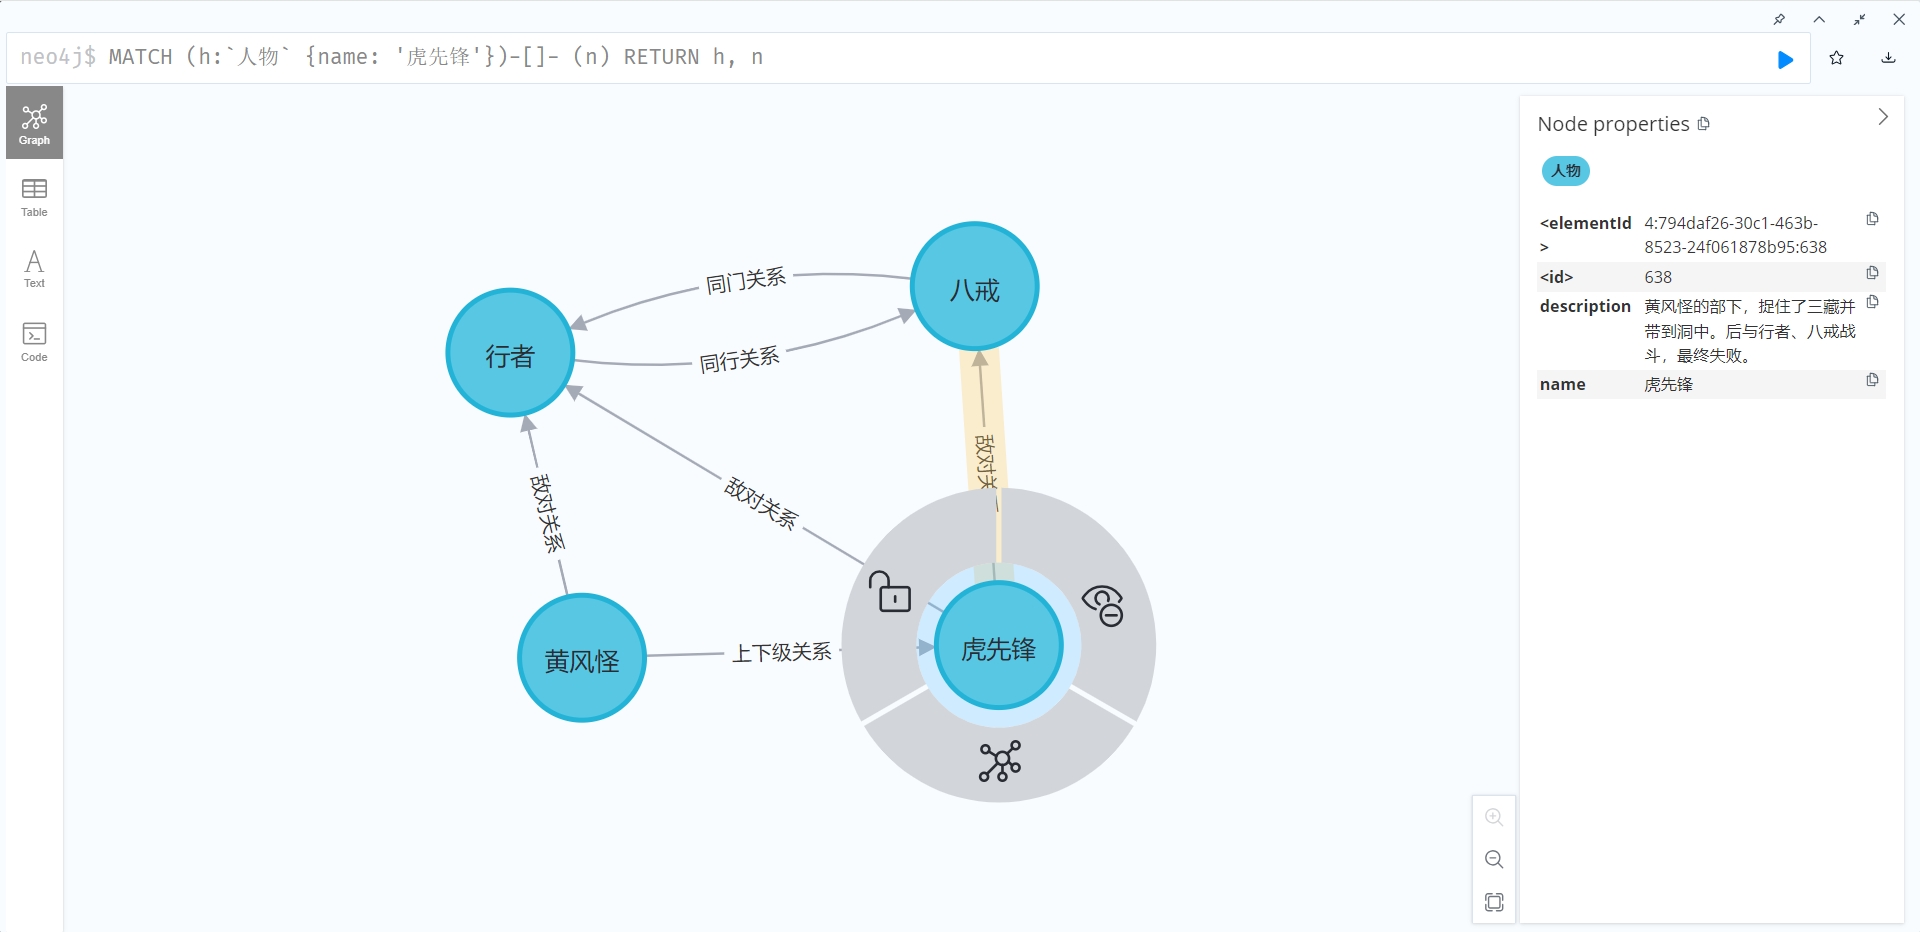 neo4j$ MATCH (h:`人物` {name: '虎先锋'})-[]- (n) RETURN h, n
Graph
Table
Text
Code
同门关系
八戒
行者
同行关系
敌对关
敌对关系
敌对关系
黄风怪
上下级关系
虎先锋
Node properties
人物
<elementId> 4:794daf26-30c1-463b-
8523-24f061878b95:638
<id> 638
description 黄风怪的部下，捉住了三藏并
带到洞中。后与行者、八戒战
斗，最终失败。
name 虎先锋